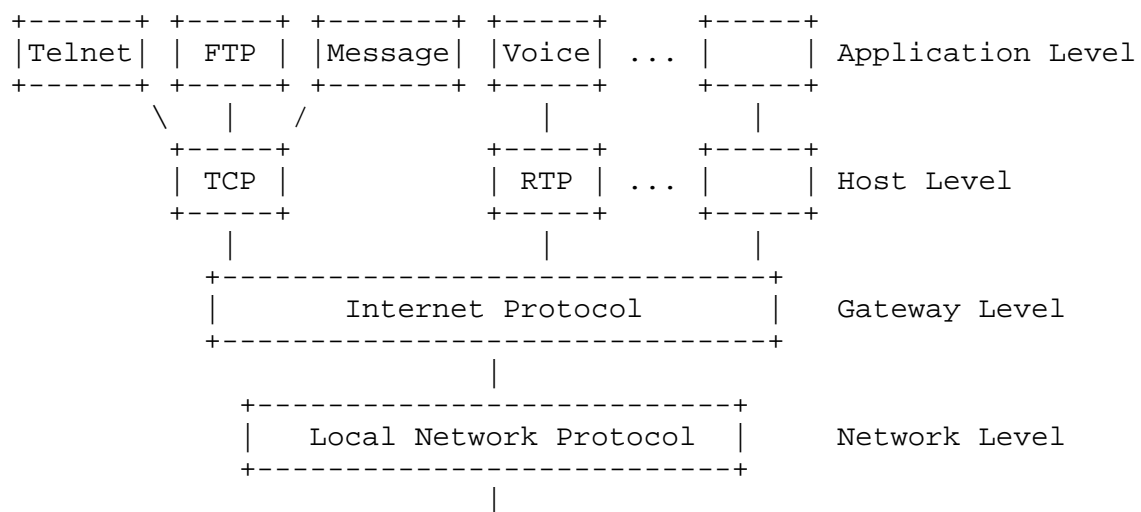 Telnet FTP Message Voice ... Application Level
TCP RTP ... Host Level
Internet Protocol Gateway Level
Local Network Protocol Network Level